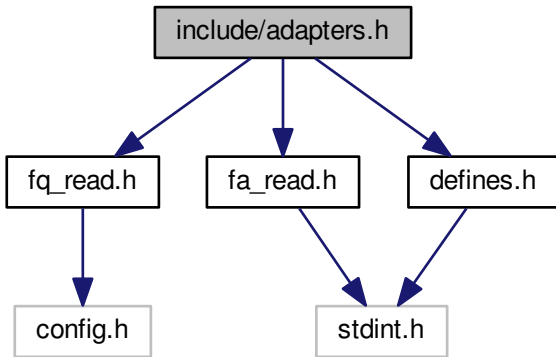 include/adapters.h
fq_read.h
fa_read.h
defines.h
config.h
stdint.h